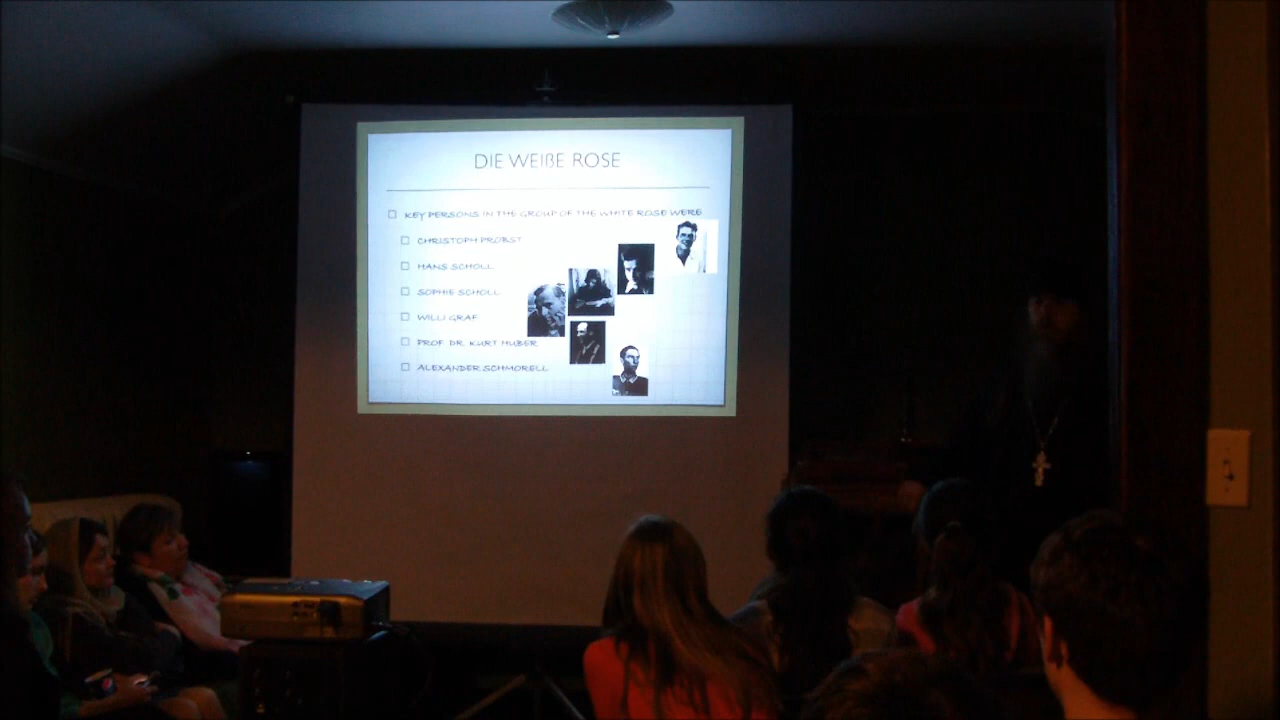 DIE WEIßE ROSE
KEY PERSONS IN THE GROUP OF THE WHITE ROSE WERE
CHRISTOPH PROBST
HANS SCHOLL
SOPHIE SCHOLL
WILLI GRAF
PROF. DR. KURT HUBER
ALEXANDER SCHMORELL